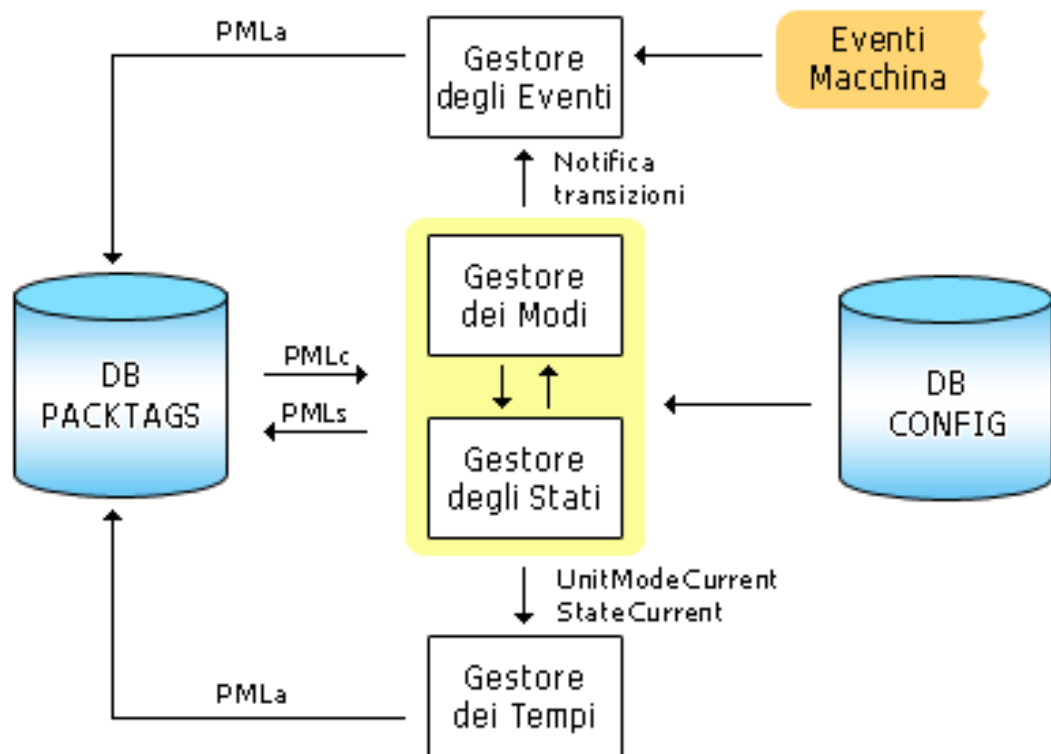 PMLa
Gestore
degli Eventi
Eventi
Macchina
Notifica
transizioni
Gestore
dei Modi
DB
PACKTAGS
PMLc
PMLs
DB
CONFIG
Gestore
degli Stati
UnitModeCurrent
StateCurrent
PMLa
Gestore
dei Tempi